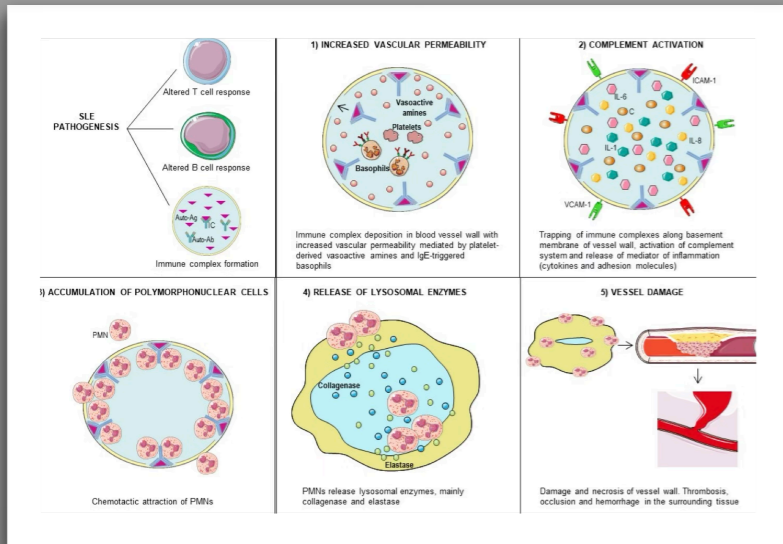 SLE
PATHOGENESIS
Altered T cell response
Altered B cell response
Auto-Ag
C
Auto-Ab
Immune complex formation
1) INCREASED VASCULAR PERMEABILITY
Vasoactive
amines
Platelets
Basophils
Immune complex deposition in blood vessel wall with
increased vascular permeability mediated by platelet-
derived vasoactive amines and IgE-triggered
basophils
2) COMPLEMENT ACTIVATION
ICAM-1
IL-6
C
IL-1
IL-8
VCAM-1
Trapping of immune complexes along basement
membrane of vessel wall, activation of complement
system and release of mediator of inflammation
(cytokines and adhesion molecules)
3) ACCUMULATION OF POLYMORPHONUCLEAR CELLS
PMN
Chemotactic attraction of PMNs
4) RELEASE OF LYSOSOMAL ENZYMES
Collagenase
Elastase
PMNs release lysosomal enzymes, mainly
collagenase and elastase
5) VESSEL DAMAGE
Damage and necrosis of vessel wall. Thrombosis,
occlusion and hemorrhage in the surrounding tissue